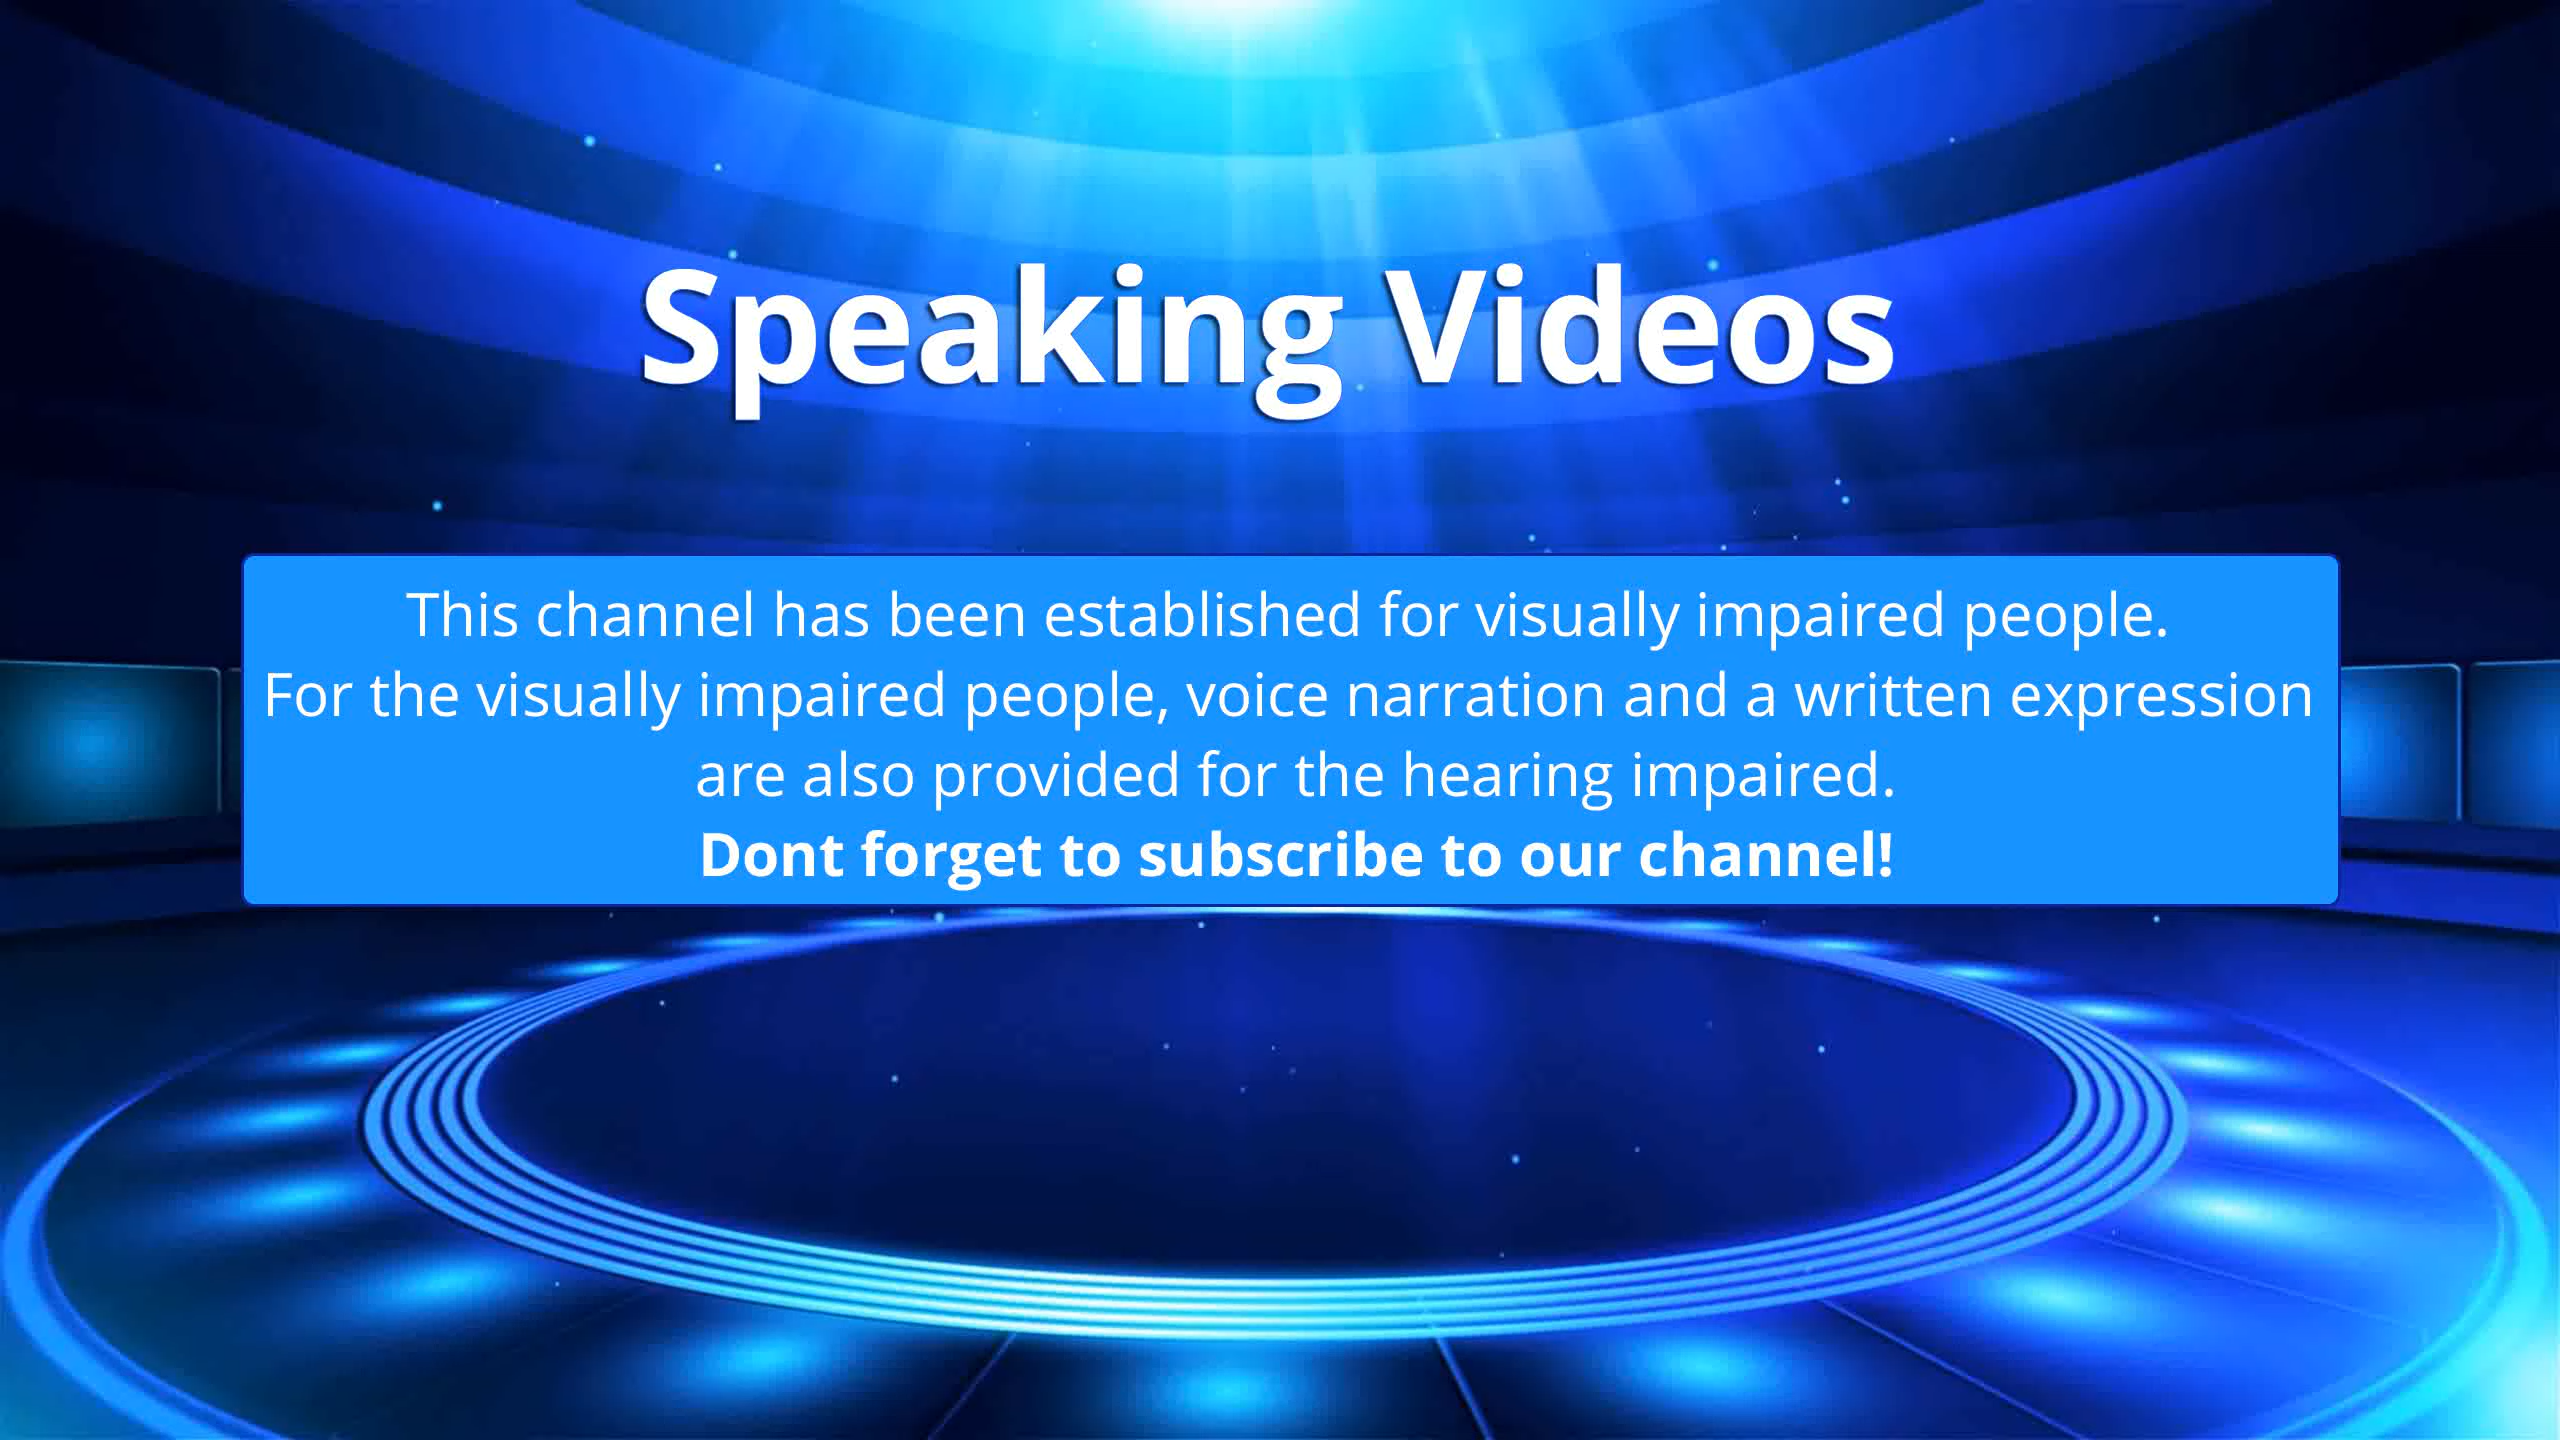 Speaking Videos
This channel has been established for visually impaired people.
For the visually impaired people, voice narration and a written expression
are also provided for the hearing impaired.
Dont forget to subscribe to our channel!